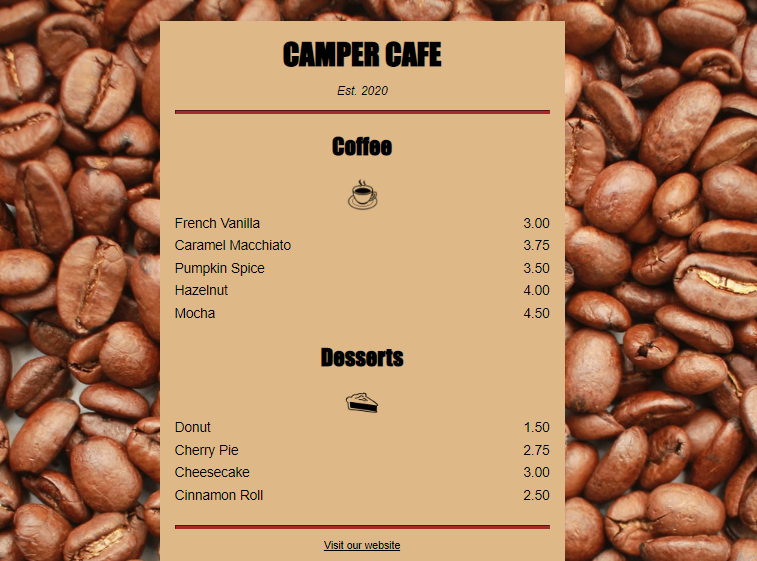 CAMPER CAFE
Est. 2020
Coffee
French Vanilla 3.00
Caramel Macchiato 3.75
Pumpkin Spice 3.50
Hazelnut 4.00
Mocha 4.50
Desserts
Donut 1.50
Cherry Pie 2.75
Cheesecake 3.00
Cinnamon Roll 2.50
Visit our website